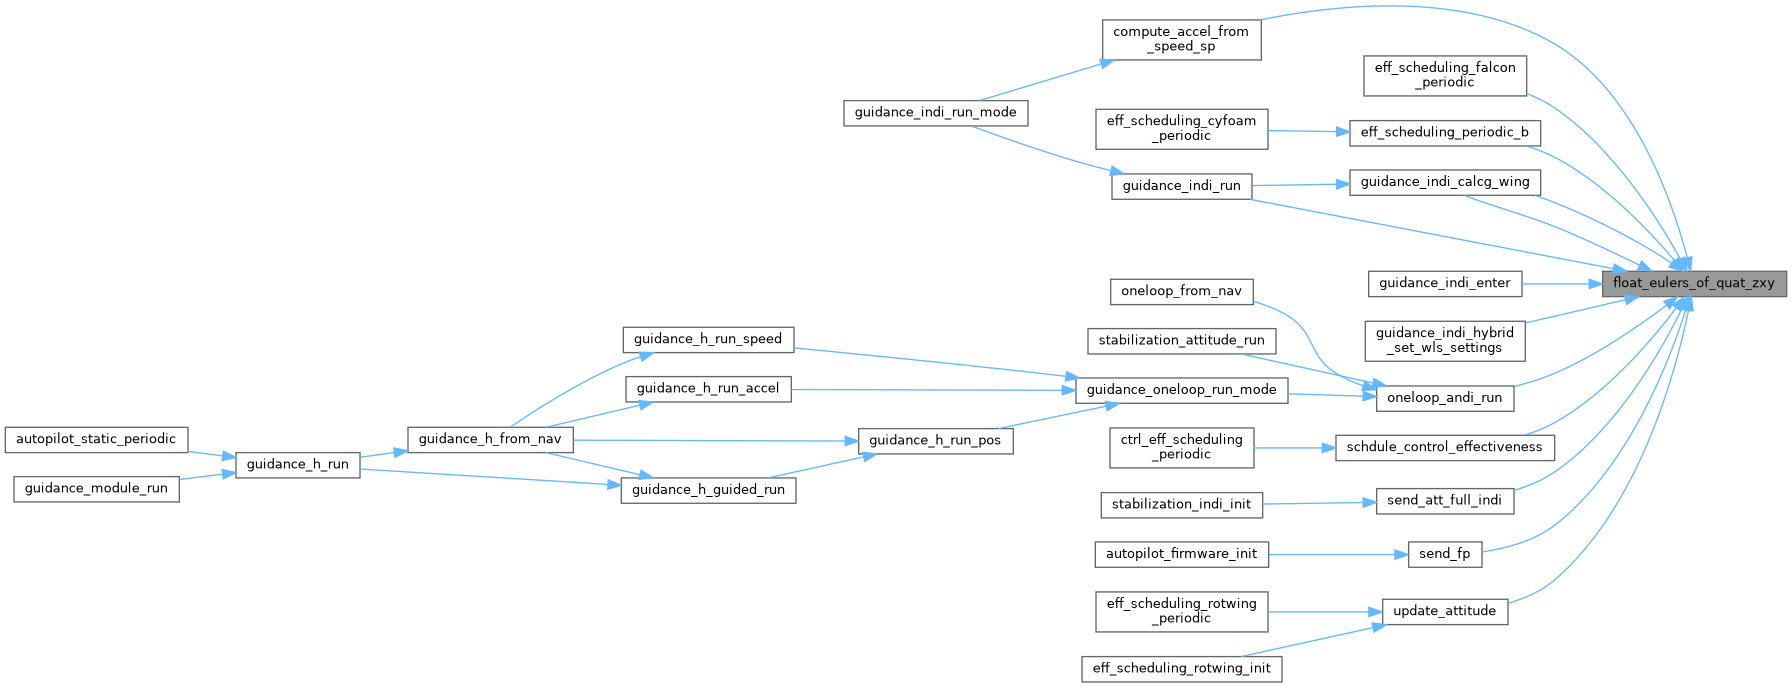 compute_accel_from
_speed_sp
eff_scheduling_falcon
_periodic
guidance_indi_run_mode
eff_scheduling_cyfoam
_periodic
eff_scheduling_periodic_b
guidance_indi_run
guidance_indi_calcg_wing
float_eulers_of_quat_zxy
guidance_indi_enter
oneloop_from_nav
guidance_indi_hybrid
_set_wls_settings
guidance_h_run_speed
stabilization_attitude_run
guidance_h_run_accel
guidance_oneloop_run_mode
oneloop_andi_run
autopilot_static_periodic
guidance_h_from_nav
guidance_h_run_pos
ctrl_eff_scheduling
_periodic
schdule_control_effectiveness
guidance_h_run
guidance_module_run
guidance_h_guided_run
stabilization_indi_init
send_att_full_indi
autopilot_firmware_init
send_fp
eff_scheduling_rotwing
_periodic
update_attitude
eff_scheduling_rotwing_init